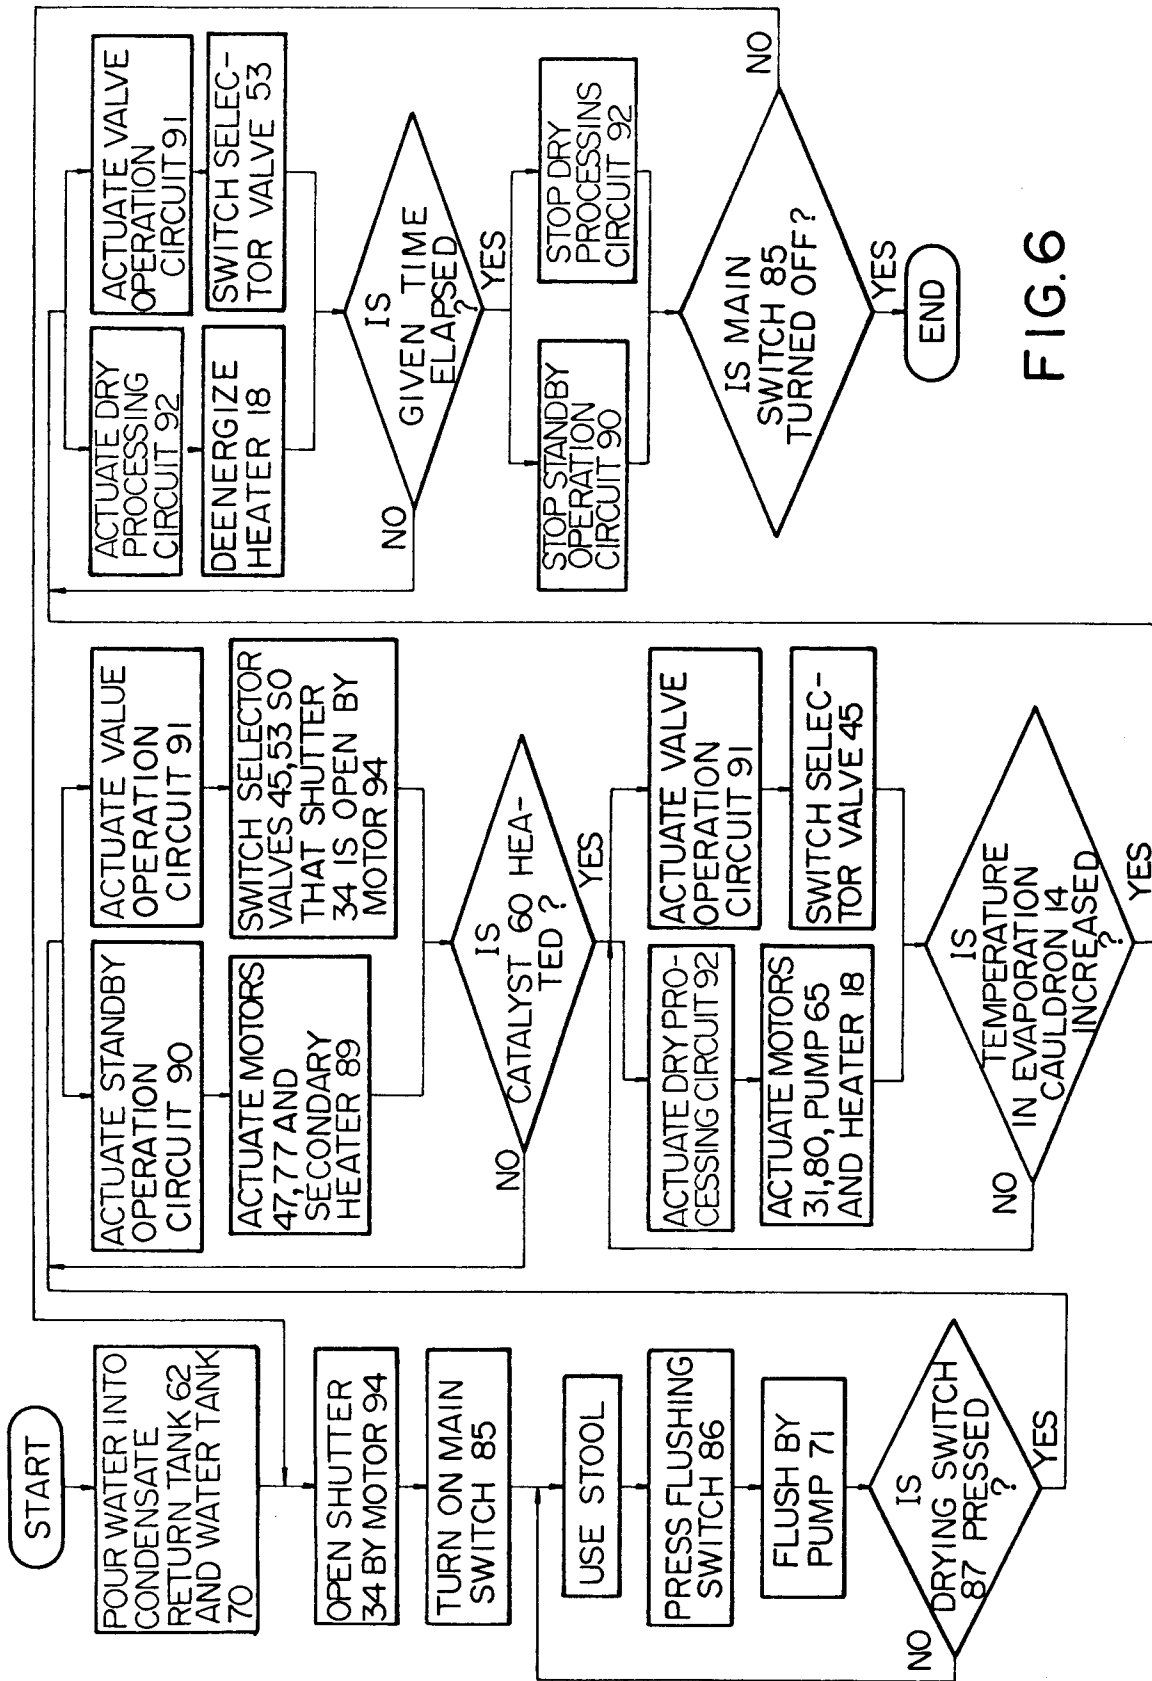 START
POUR WATER INTO
CONDENSATE
RETURN TANK 62
AND WATER TANK
70
OPEN SHUTTER
34 BY MOTOR 94
TURN ON MAIN
SWITCH 85
USE STOOL
PRESS FLUSHING
SWITCH 86
FLUSH BY
PUMP 71
IS
DRYING SWITCH
87 PRESSED
?
NO
YES
ACTUATE STANDBY
OPERATION
CIRCUIT 90
ACTUATE VALUE
OPERATION
CIRCUIT 91
ACTUATE MOTORS
47,77 AND
SECONDARY
HEATER 89
SWITCH SELECTOR
VALVES 45,53 SO
THAT SHUTTER
34 IS OPEN BY
MOTOR 94
IS
CATALYST 60 HEA-
TED ?
NO
YES
ACTUATE DRY PRO-
CESSING CIRCUIT 92
ACTUATE VALVE
OPERATION
CIRCUIT 91
ACTUATE MOTORS
31,80, PUMP 65
AND HEATER 18
SWITCH SELEC-
TOR VALVE 45
IS
TEMPERATURE
IN EVAPORATION
CAULDRON 14
INCREASED
?
NO
YES
ACTUATE DRY
PROCESSING
CIRCUIT 92
ACTUATE VALVE
OPERATION
CIRCUIT 91
DEENERGIZE
HEATER 18
SWITCH SELEC-
TOR VALVE 53
IS
GIVEN TIME
ELAPSED
?
NO
YES
STOP STANDBY
OPERATION
CIRCUIT 90
STOP DRY
PROCESSINS
CIRCUIT 92
IS MAIN
SWITCH 85
TURNED OFF?
NO
YES
END
FIG.6